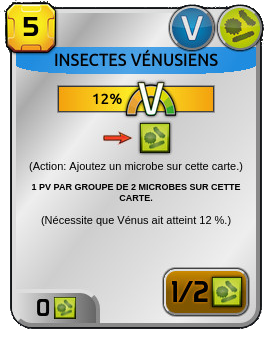 5
V
INSECTES VÉNUSIENS
12% V
(Action: Ajoutez un microbe sur cette carte.)
1 PV PAR GROUPE DE 2 MICROBES SUR CETTE
CARTE.
(Nécessite que Vénus ait atteint 12 %.)
0
1/2